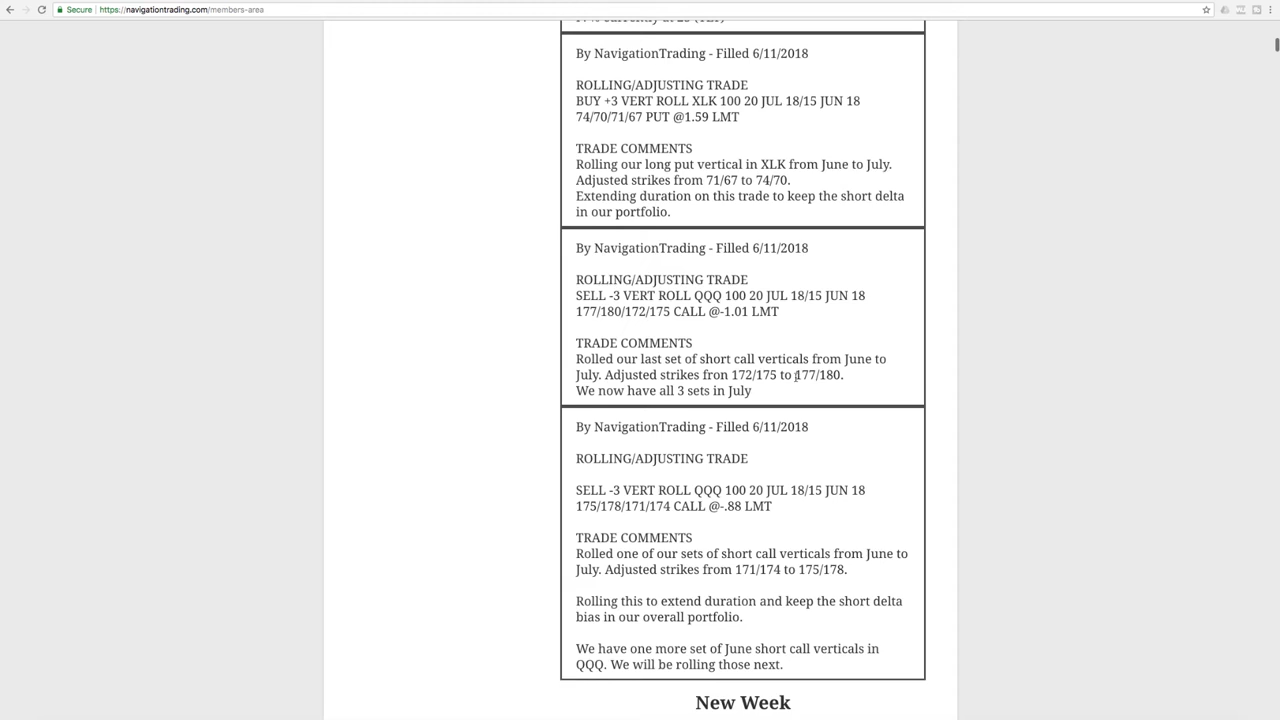 Secure | https://navigationtrading.com/members-area
By NavigationTrading - Filled 6/11/2018
ROLLING/ADJUSTING TRADE
BUY +3 VERT ROLL XLK 100 20 JUL 18/15 JUN 18
74/70/71/67 PUT @1.59 LMT
TRADE COMMENTS
Rolling our long put vertical in XLK from June to July.
Adjusted strikes from 71/67 to 74/70.
Extending duration on this trade to keep the short delta
in our portfolio.
By NavigationTrading - Filled 6/11/2018
ROLLING/ADJUSTING TRADE
SELL -3 VERT ROLL QQQ 100 20 JUL 18/15 JUN 18
177/180/172/175 CALL @-1.01 LMT
TRADE COMMENTS
Rolled our last set of short call verticals from June to
July. Adjusted strikes fron 172/175 to 177/180.
We now have all 3 sets in July
By NavigationTrading - Filled 6/11/2018
ROLLING/ADJUSTING TRADE
SELL -3 VERT ROLL QQQ 100 20 JUL 18/15 JUN 18
175/178/171/174 CALL @-.88 LMT
TRADE COMMENTS
Rolled one of our sets of short call verticals from June to
July. Adjusted strikes from 171/174 to 175/178.
Rolling this to extend duration and keep the short delta
bias in our overall portfolio.
We have one more set of June short call verticals in
QQQ. We will be rolling those next.
New Week